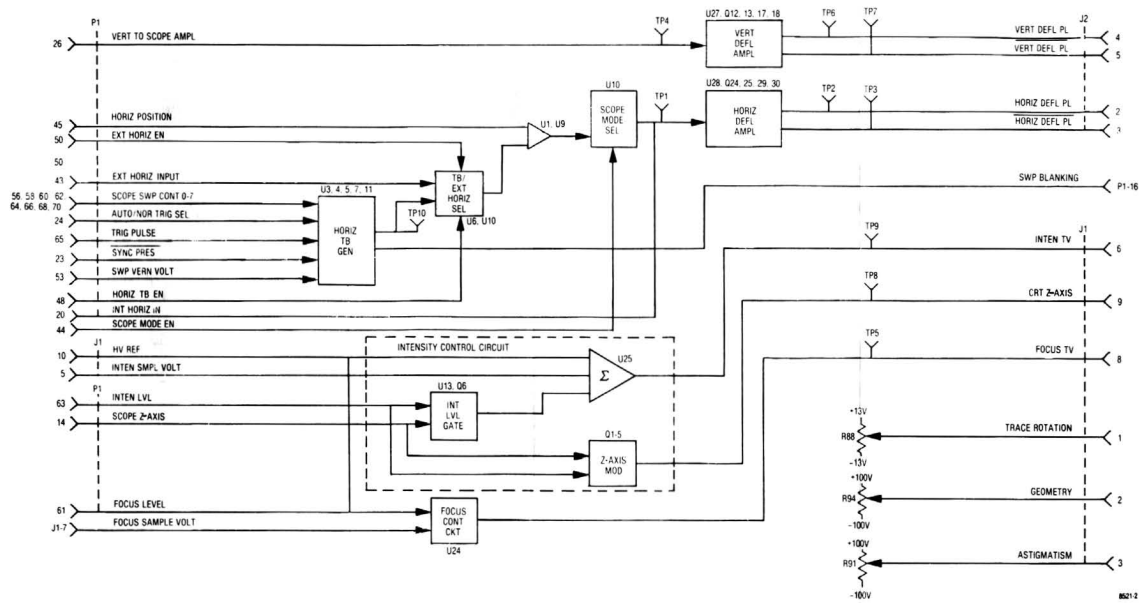 P1
26 VERT TO SCOPE AMPL
TP4
U27. Q12, 13, 17, 18
VERT
DEFL
AMPL
TP6
TP7
J2
VERT DEFL PL 4
VERT DEFL PL 5
U10
SCOPE
MODE
SEL
TP1
U28. Q24, 25, 29, 30
HORIZ
DEFL
AMPL
TP2
TP3
HORIZ DEFL PL 2
HORIZ DEFL PL 3
45 HORIZ POSITION
50 EXT HORIZ EN
50
43 EXT HORIZ INPUT
U1, U9
TB/
EXT
HORIZ
SEL
U6, U10
56, 58, 60, 62, SCOPE SWP CONT 0-7
64, 66, 68, 70
24 AUTO/NOR TRIG SEL
65 TRIG PULSE
23 SYNC PRES
53 SWP VERN VOLT
U3, 4, 5, 7, 11
HORIZ
TB
GEN
TP10
SWP BLANKING P1-16
48 HORIZ TB EN
20 INT HORIZ IN
44 SCOPE MODE EN
TP9
J1
INTEN TV 6
TP8
CRT Z-AXIS 9
TP5
FOCUS TV 8
J1
10 HV REF
5 INTEN SMPL VOLT
P1
63 INTEN LVL
14 SCOPE Z-AXIS
INTENSITY CONTROL CIRCUIT
U25
Σ
U13, Q6
INT
LVL
GATE
Q1-5
Z-AXIS
MOD
61 FOCUS LEVEL
J1-7 FOCUS SAMPLE VOLT
FOCUS
CONT
CKT
U24
+13V
R88
TRACE ROTATION 1
-13V
+100V
R94
GEOMETRY 2
-100V
+100V
R91
ASTIGMATISM 3
-100V
8521-2